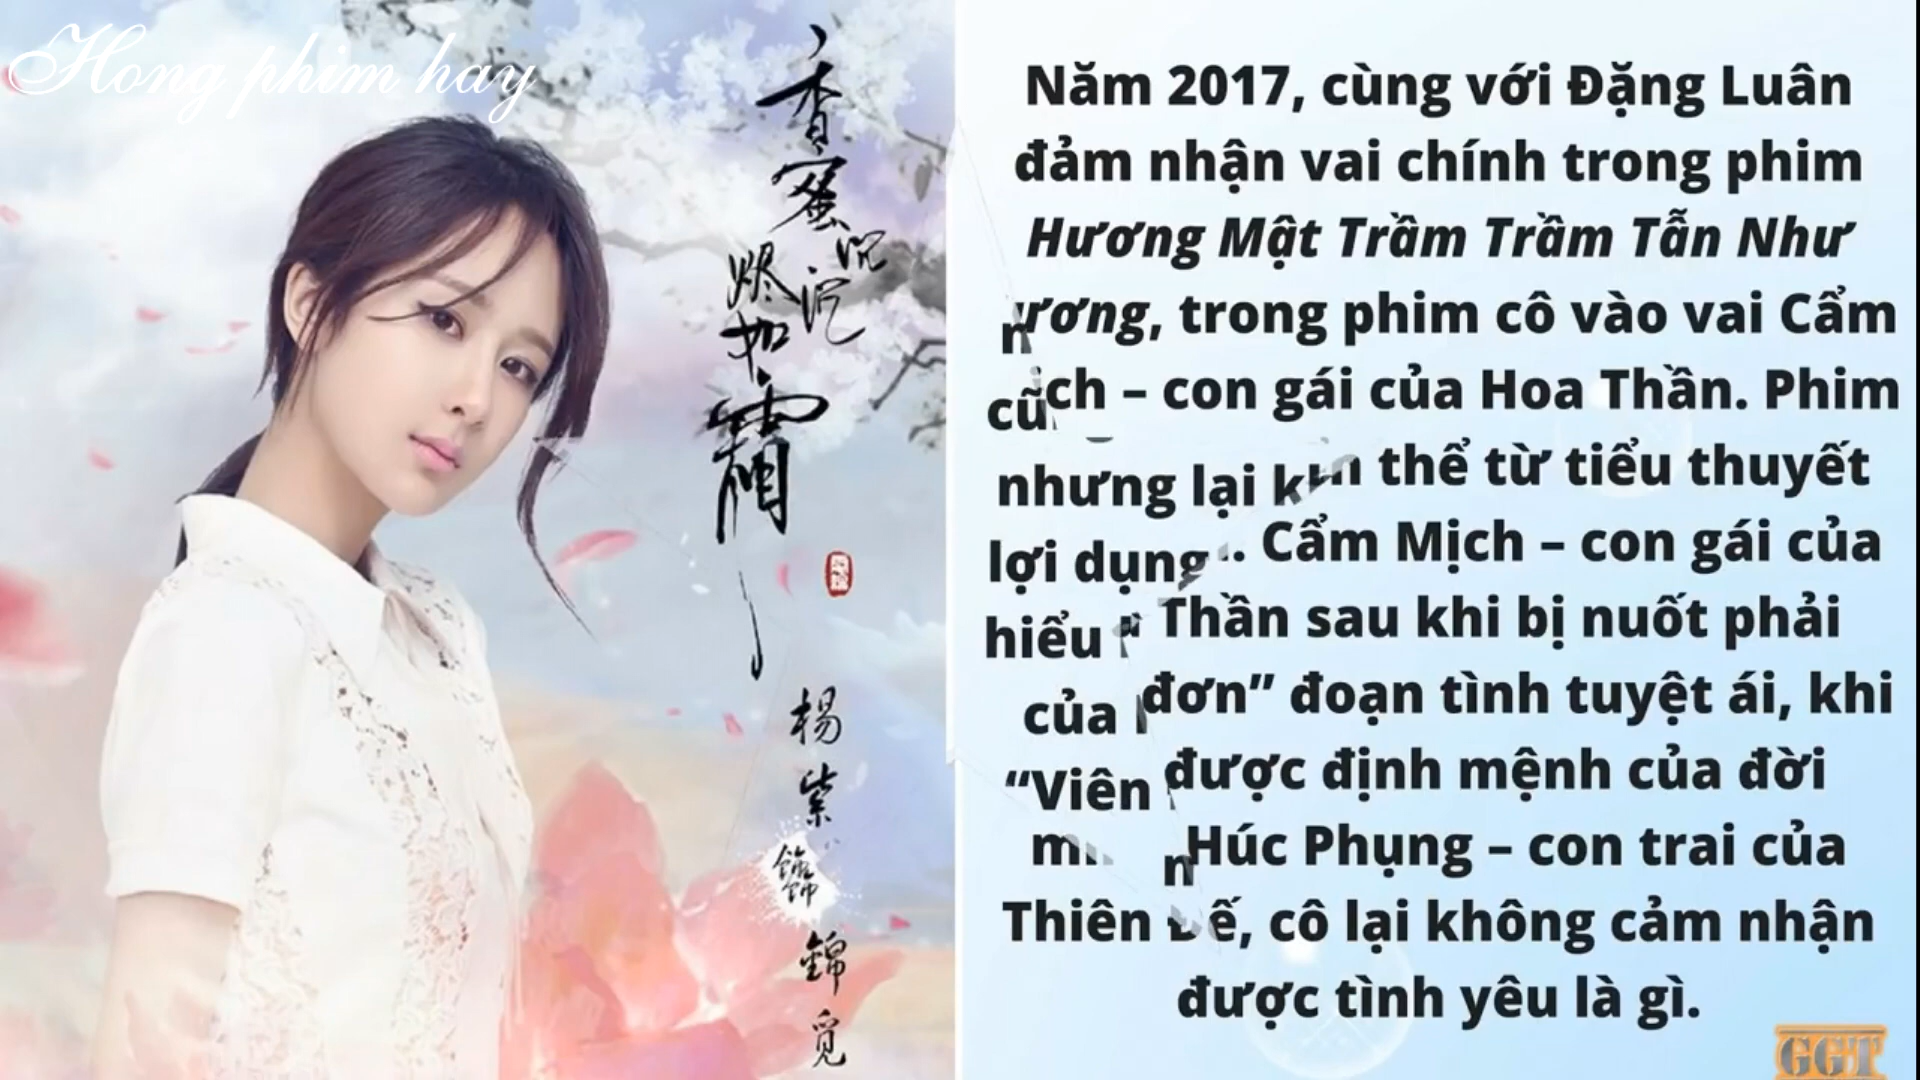 Hong phim hay
香蜜沉沉
烬如霜
杨紫
饰
錦覓
Năm 2017, cùng với Đặng Luân
đảm nhận vai chính trong phim
Hương Mật Trầm Trầm Tẫn Như
trong phim cô vào vai Cẩm
– con gái của Hoa Thần. Phim
nhưng lại thể từ tiểu thuyết
lợi dụng Cẩm Mịch – con gái của
hiểu Thần sau khi bị nuốt phải
của đơn” đoạn tình tuyệt ái, khi
“Viên được định mệnh của đời
Húc Phụng – con trai của
Thiên Đế, cô lại không cảm nhận
được tình yêu là gì.
GGT